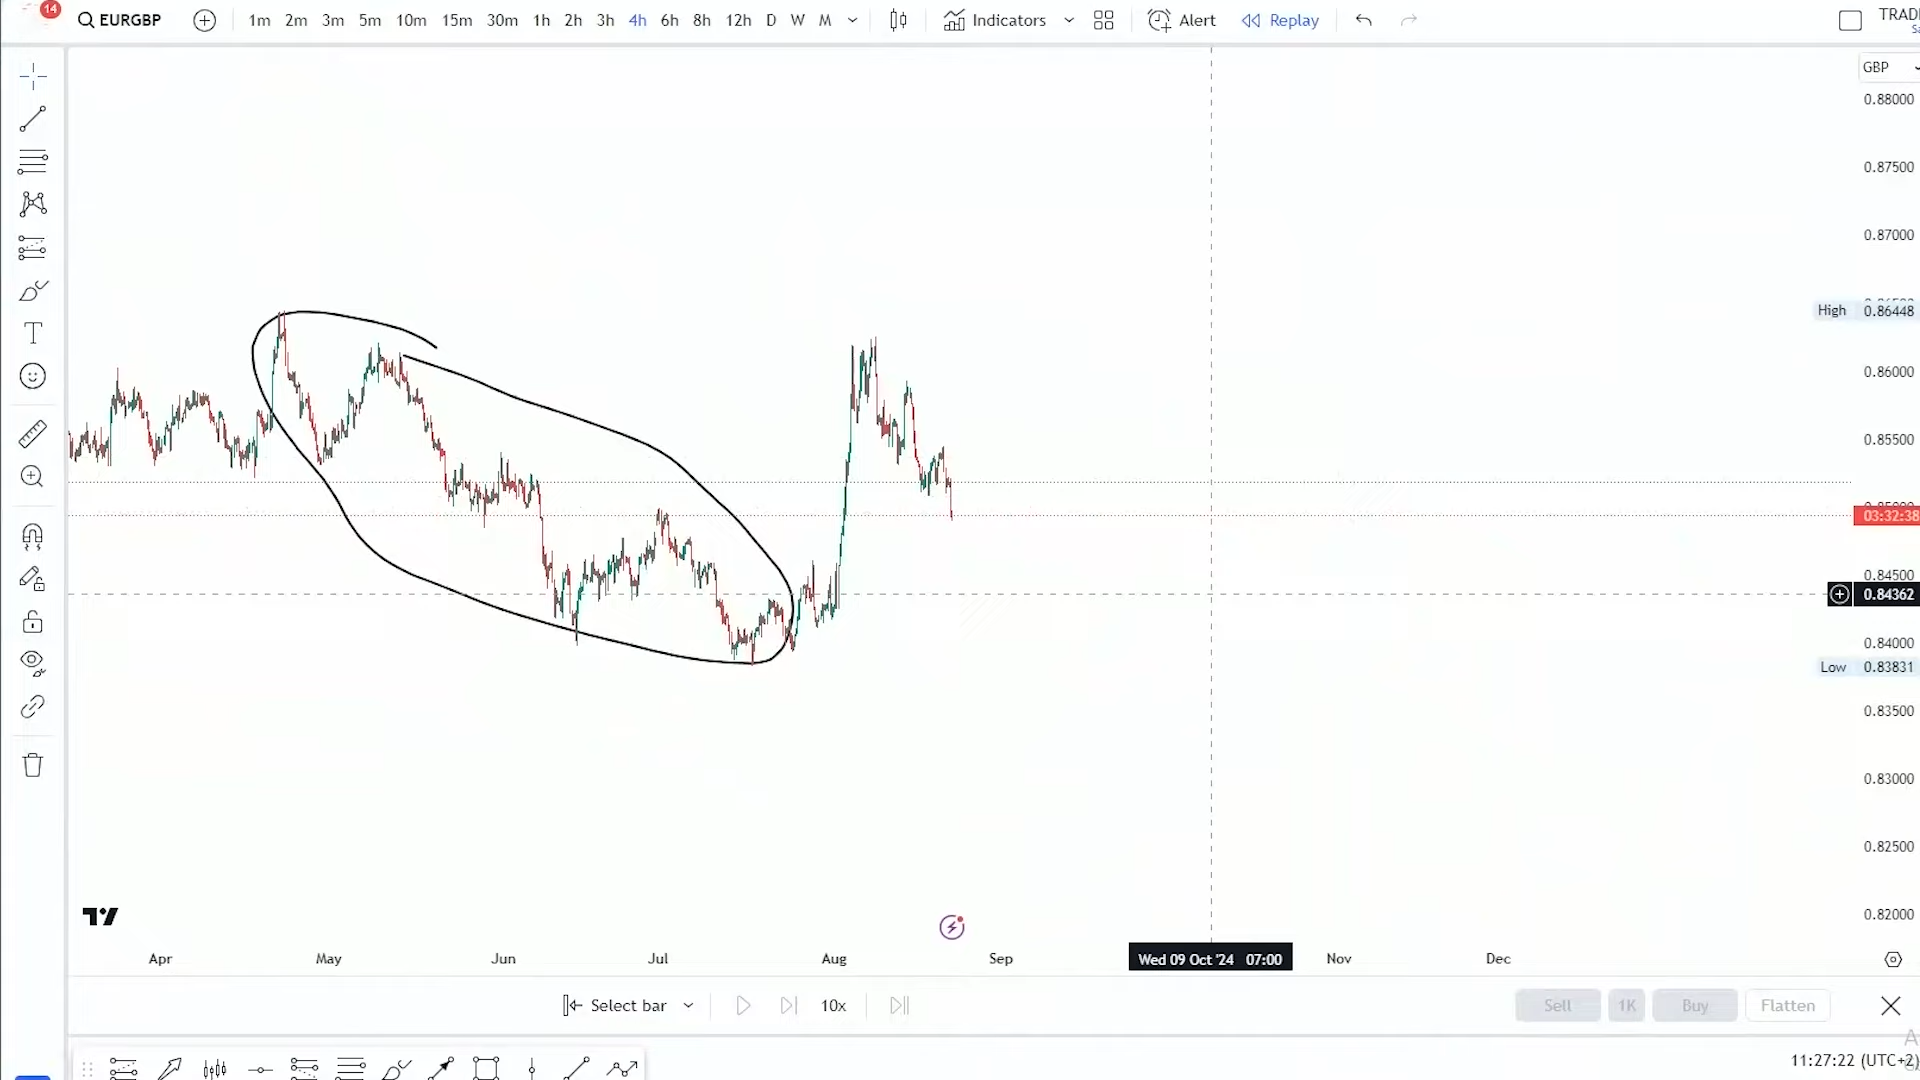 14 EURGBP 1m 2m 3m 5m 10m 15m 30m 1h 2h 3h 4h 6h 8h 12h D W M Indicators Alert Replay TRAD
GBP
0.88000
0.87500
0.87000
High 0.86448
0.86000
0.85500
03:32:38
0.84500
0.84362
0.84000
Low 0.83831
0.83500
0.83000
0.82500
0.82000
Apr May Jun Jul Aug Sep Wed 09 Oct '24 07:00 Nov Dec
Select bar 10x Sell 1K Buy Flatten
11:27:22 (UTC+2)